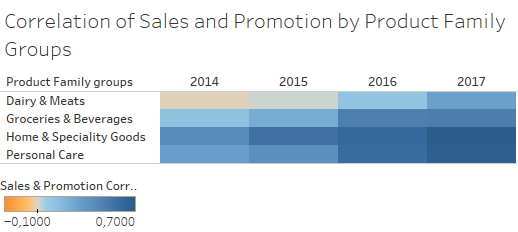 Correlation of Sales and Promotion by Product Family
Groups
Product Family groups 2014 2015 2016 2017
Dairy & Meats
Groceries & Beverages
Home & Speciality Goods
Personal Care
Sales & Promotion Corr..
−0,1000 0,7000